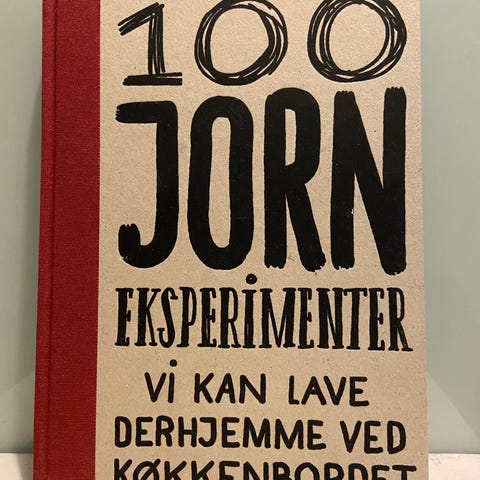 100
JORN
EKSPERiMENTER
Vi KAN LAVE
DERHJEMME VED
KØKKENBORDET